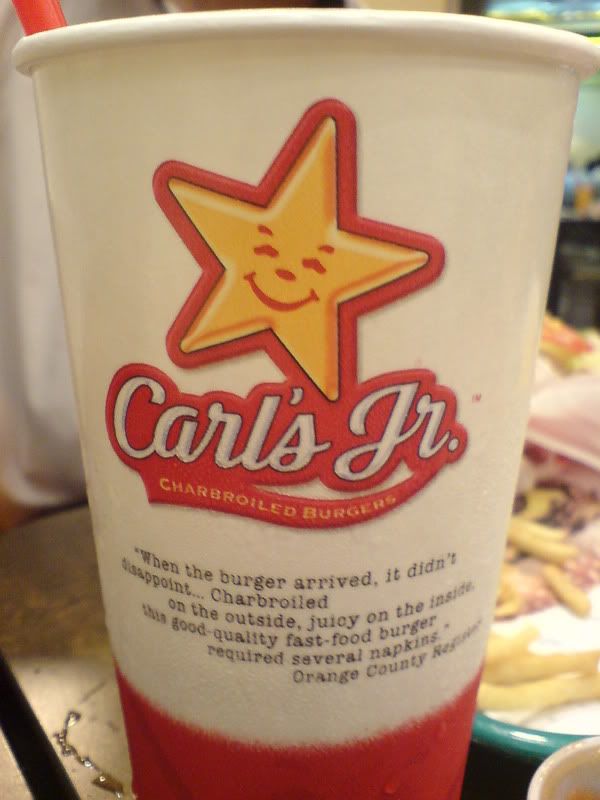 Carl's Jr. ™
CHARBROILED BURGERS
"When the burger arrived, it didn't
disappoint... Charbroiled
on the outside, juicy on the inside,
this good-quality fast-food burger
required several napkins."
Orange County Register